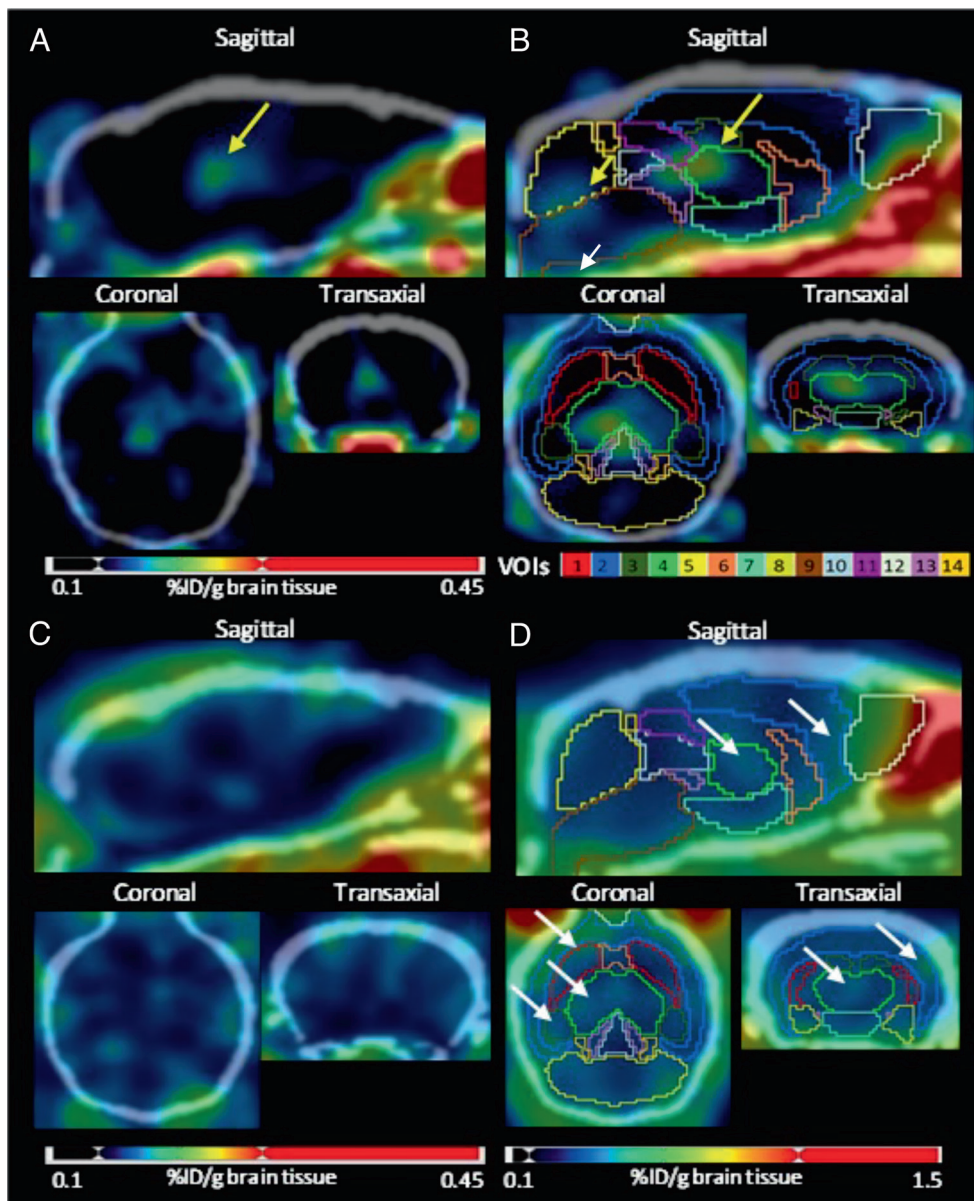 A
Sagittal
Coronal
Transaxial
0.1
0.45
%ID/g brain tissue
B
Sagittal
Coronal
Transaxial
VOIs 1 2 3 4 5 6 7 8 9 10 11 12 13 14
C
Sagittal
Coronal
Transaxial
0.1
0.45
%ID/g brain tissue
D
Sagittal
Coronal
Transaxial
0.1
1.5
%ID/g brain tissue